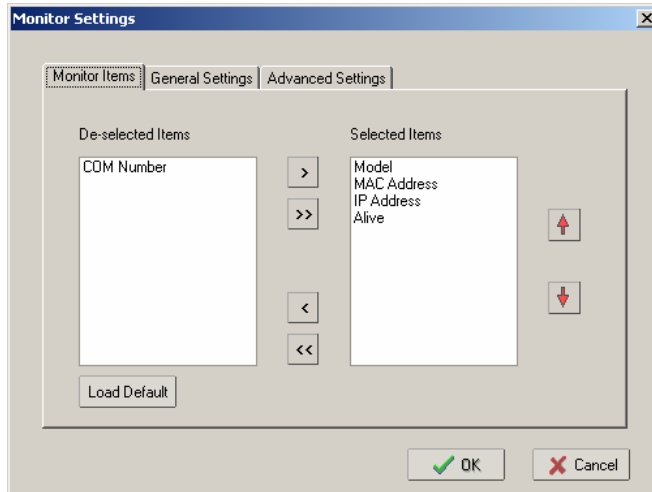 Monitor Settings
Monitor Items General Settings Advanced Settings
De-selected Items
COM Number
>
>>
<
<<
Selected Items
Model
MAC Address
IP Address
Alive
Load Default
OK
Cancel